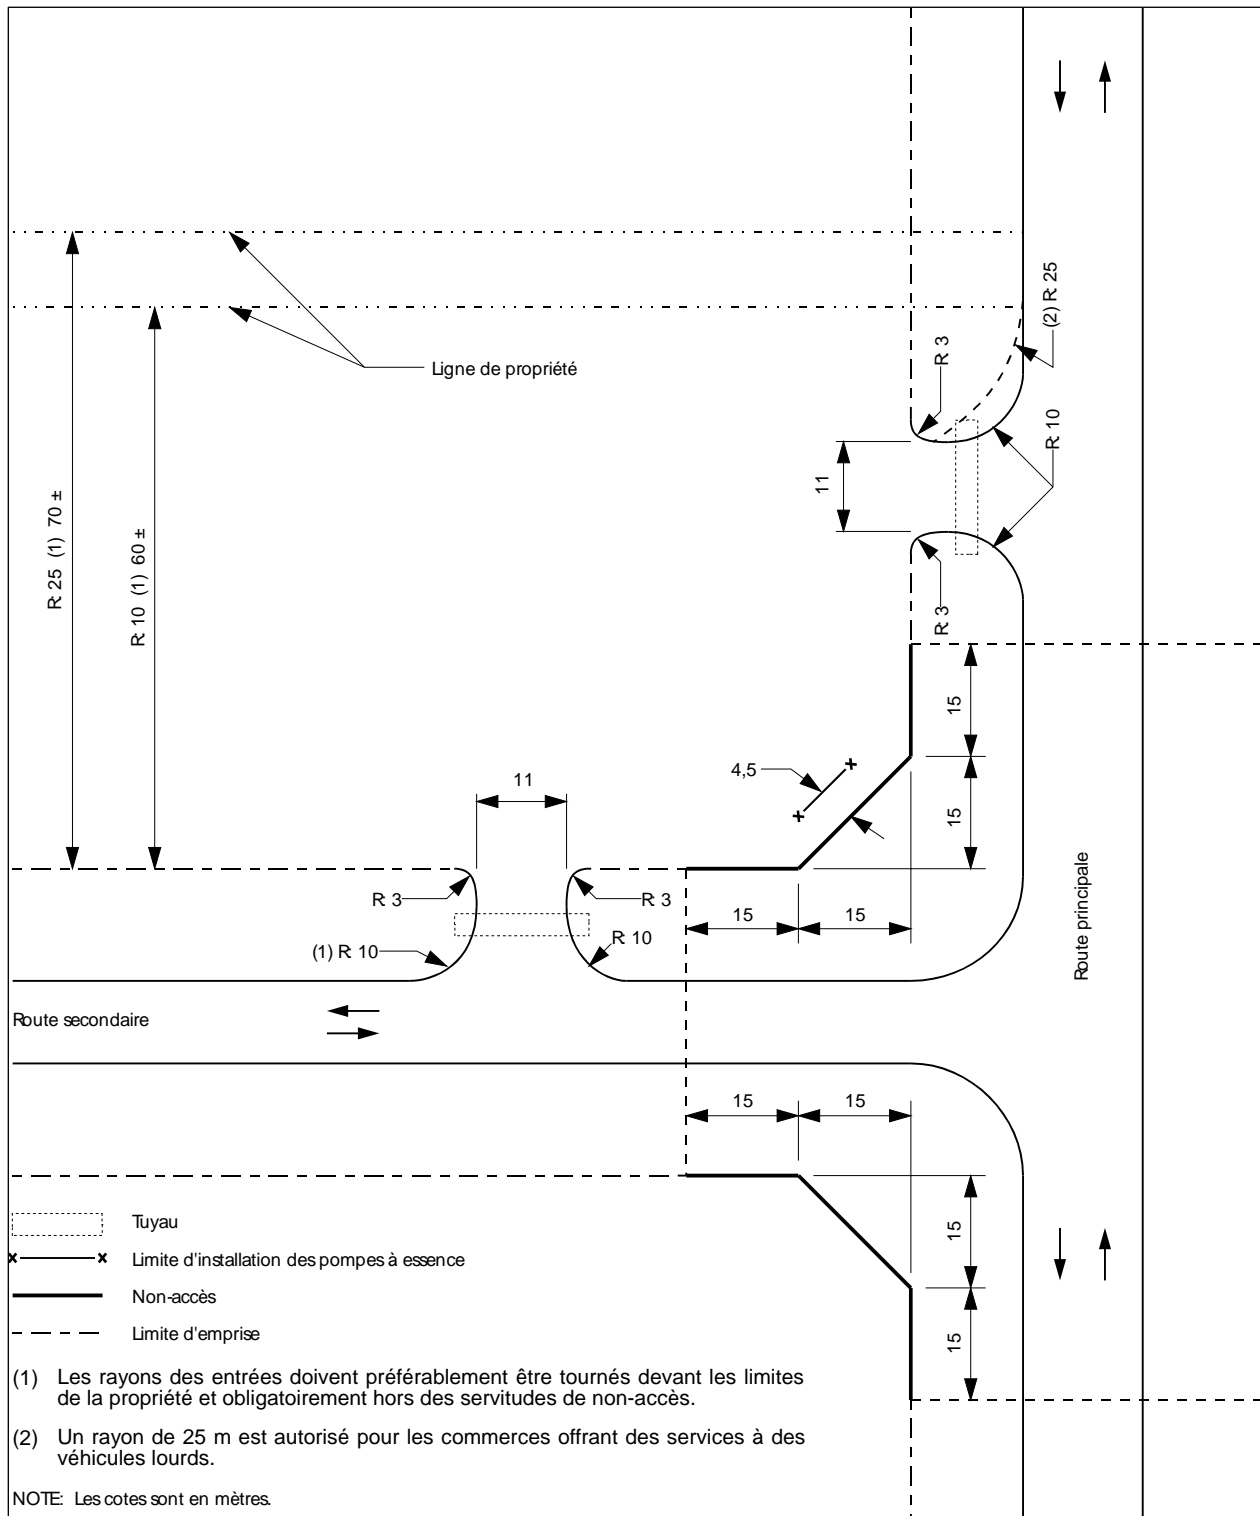 (2) R: 25
R: 3
Ligne de propriété
R: 10
11
R: 25 (1) 70 ±
R: 10 (1) 60 ±
R: 3
15
4,5
11
15
R: 3
R: 3
15
15
(1) R: 10
R: 10
Route principale
Route secondaire
15
15
15
Tuyau
Limite d'installation des pompes à essence
Non-accès
15
Limite d'emprise
(1) Les rayons des entrées doivent préférablement être tournés devant les limites
de la propriété et obligatoirement hors des servitudes de non-accès.
(2) Un rayon de 25 m est autorisé pour les commerces offrant des services à des
véhicules lourds.
NOTE: Les cotes sont en mètres.